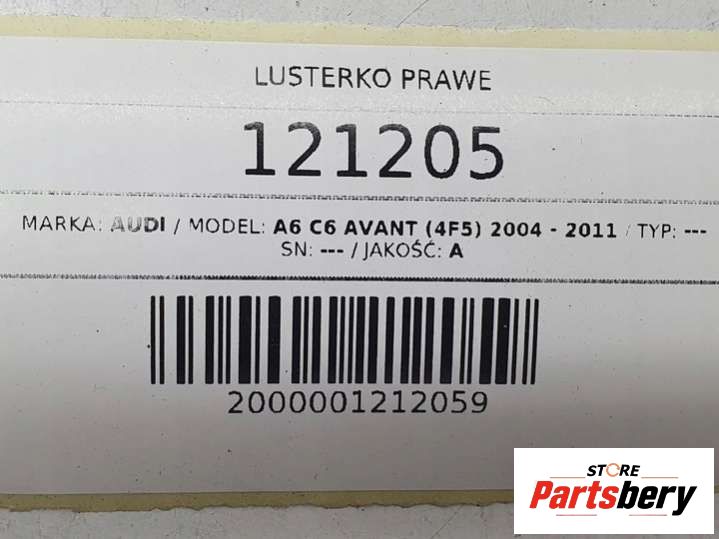 LUSTERKO PRAWE
121205
MARKA: AUDI / MODEL: A6 C6 AVANT (4F5) 2004 - 2011 / TYP: ---
SN: --- / JAKOŚĆ: A
2000001212059
STORE
Partsbery